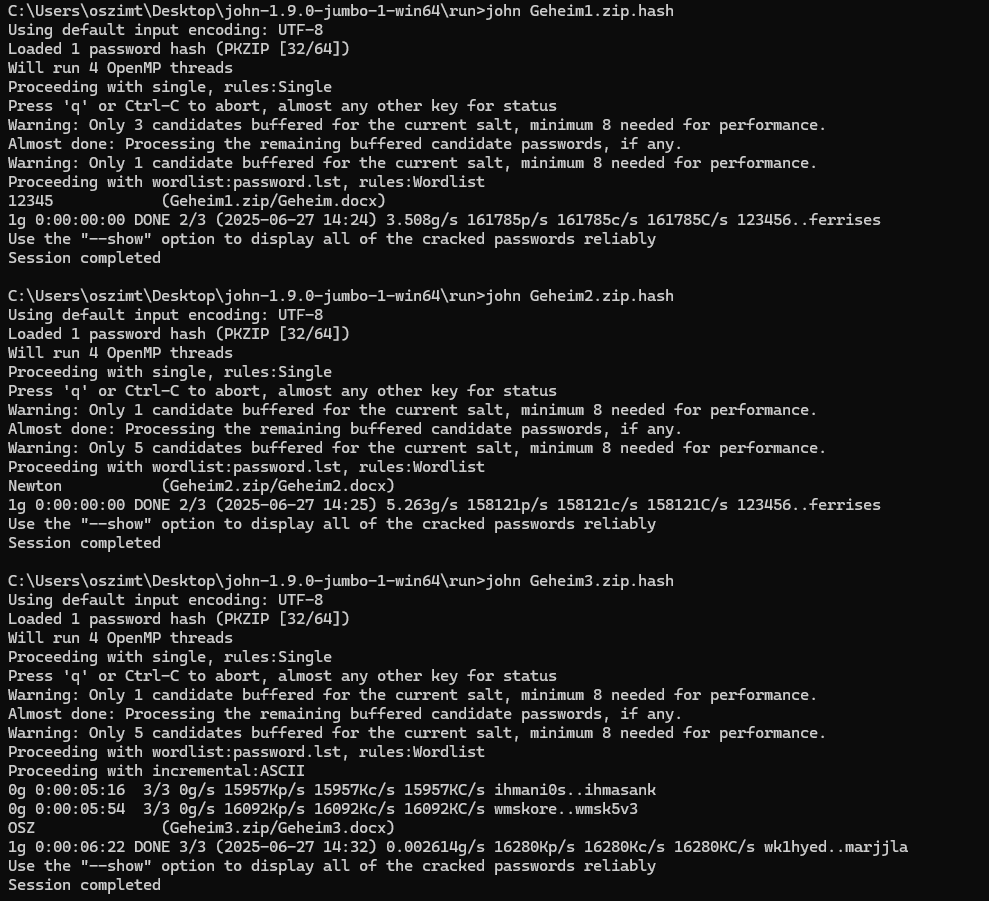 C:\Users\oszimt\Desktop\john-1.9.0-jumbo-1-win64\run>john Geheim1.zip.hash
Using default input encoding: UTF-8
Loaded 1 password hash (PKZIP [32/64])
Will run 4 OpenMP threads
Proceeding with single, rules:Single
Press 'q' or Ctrl-C to abort, almost any other key for status
Warning: Only 3 candidates buffered for the current salt, minimum 8 needed for performance.
Almost done: Processing the remaining buffered candidate passwords, if any.
Warning: Only 1 candidate buffered for the current salt, minimum 8 needed for performance.
Proceeding with wordlist:password.lst, rules:Wordlist
12345            (Geheim1.zip/Geheim.docx)
1g 0:00:00:00 DONE 2/3 (2025-06-27 14:24) 3.508g/s 161785p/s 161785c/s 161785C/s 123456..ferrises
Use the "--show" option to display all of the cracked passwords reliably
Session completed
C:\Users\oszimt\Desktop\john-1.9.0-jumbo-1-win64\run>john Geheim2.zip.hash
Using default input encoding: UTF-8
Loaded 1 password hash (PKZIP [32/64])
Will run 4 OpenMP threads
Proceeding with single, rules:Single
Press 'q' or Ctrl-C to abort, almost any other key for status
Warning: Only 1 candidate buffered for the current salt, minimum 8 needed for performance.
Almost done: Processing the remaining buffered candidate passwords, if any.
Warning: Only 5 candidates buffered for the current salt, minimum 8 needed for performance.
Proceeding with wordlist:password.lst, rules:Wordlist
Newton           (Geheim2.zip/Geheim2.docx)
1g 0:00:00:00 DONE 2/3 (2025-06-27 14:25) 5.263g/s 158121p/s 158121c/s 158121C/s 123456..ferrises
Use the "--show" option to display all of the cracked passwords reliably
Session completed
C:\Users\oszimt\Desktop\john-1.9.0-jumbo-1-win64\run>john Geheim3.zip.hash
Using default input encoding: UTF-8
Loaded 1 password hash (PKZIP [32/64])
Will run 4 OpenMP threads
Proceeding with single, rules:Single
Press 'q' or Ctrl-C to abort, almost any other key for status
Warning: Only 1 candidate buffered for the current salt, minimum 8 needed for performance.
Almost done: Processing the remaining buffered candidate passwords, if any.
Warning: Only 5 candidates buffered for the current salt, minimum 8 needed for performance.
Proceeding with wordlist:password.lst, rules:Wordlist
Proceeding with incremental:ASCII
0g 0:00:05:16  3/3 0g/s 15957Kp/s 15957Kc/s 15957KC/s ihmani0s..ihmasank
0g 0:00:05:54  3/3 0g/s 16092Kp/s 16092Kc/s 16092KC/s wmskore..wmsk5v3
OSZ              (Geheim3.zip/Geheim3.docx)
1g 0:00:06:22 DONE 3/3 (2025-06-27 14:32) 0.002614g/s 16280Kp/s 16280Kc/s 16280KC/s wk1hyed..marjjla
Use the "--show" option to display all of the cracked passwords reliably
Session completed